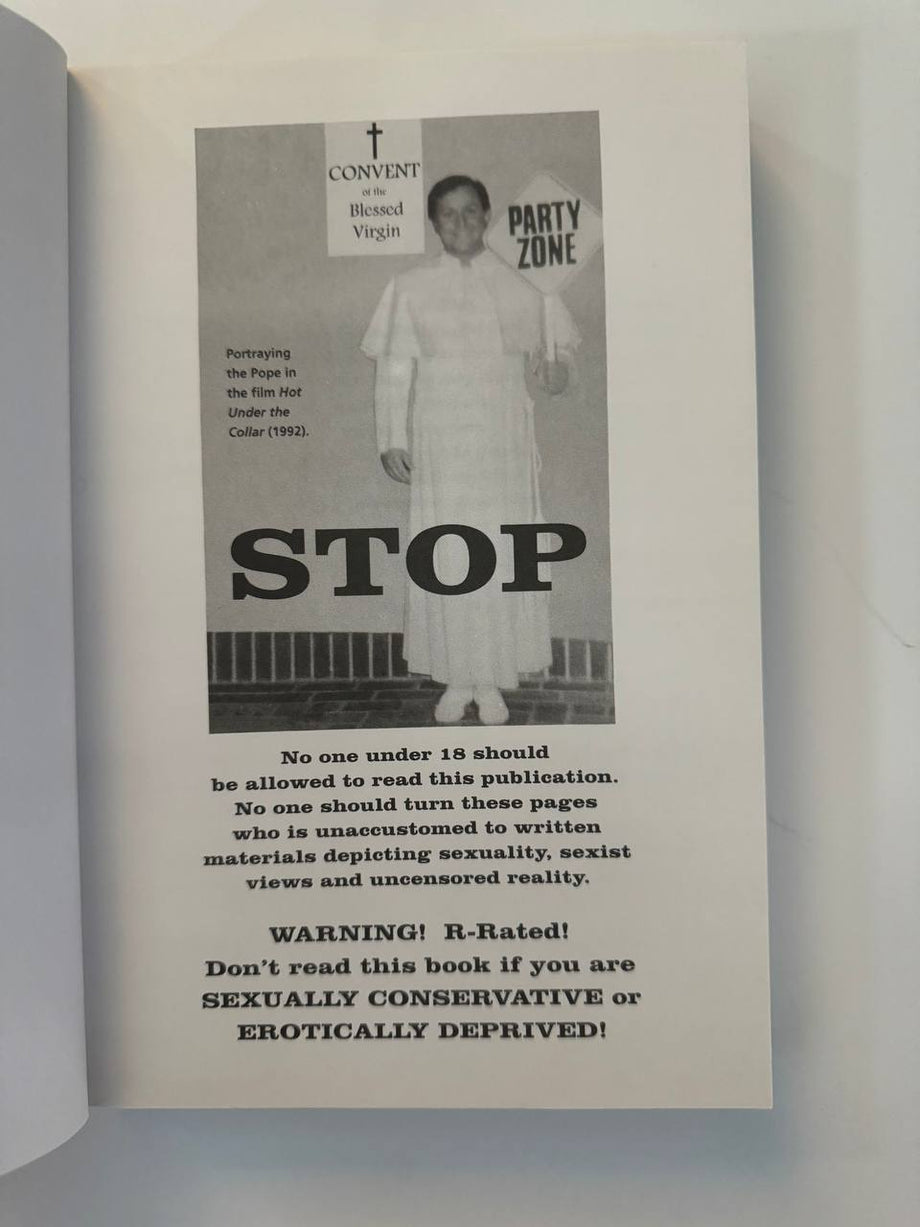 CONVENT
of the
Blessed
Virgin
PARTY
ZONE
Portraying
the Pope in
the film Hot
Under the
Collar (1992).
STOP
No one under 18 should
be allowed to read this publication.
No one should turn these pages
who is unaccustomed to written
materials depicting sexuality, sexist
views and uncensored reality.
WARNING! R-Rated!
Don't read this book if you are
SEXUALLY CONSERVATIVE or
EROTICALLY DEPRIVED!